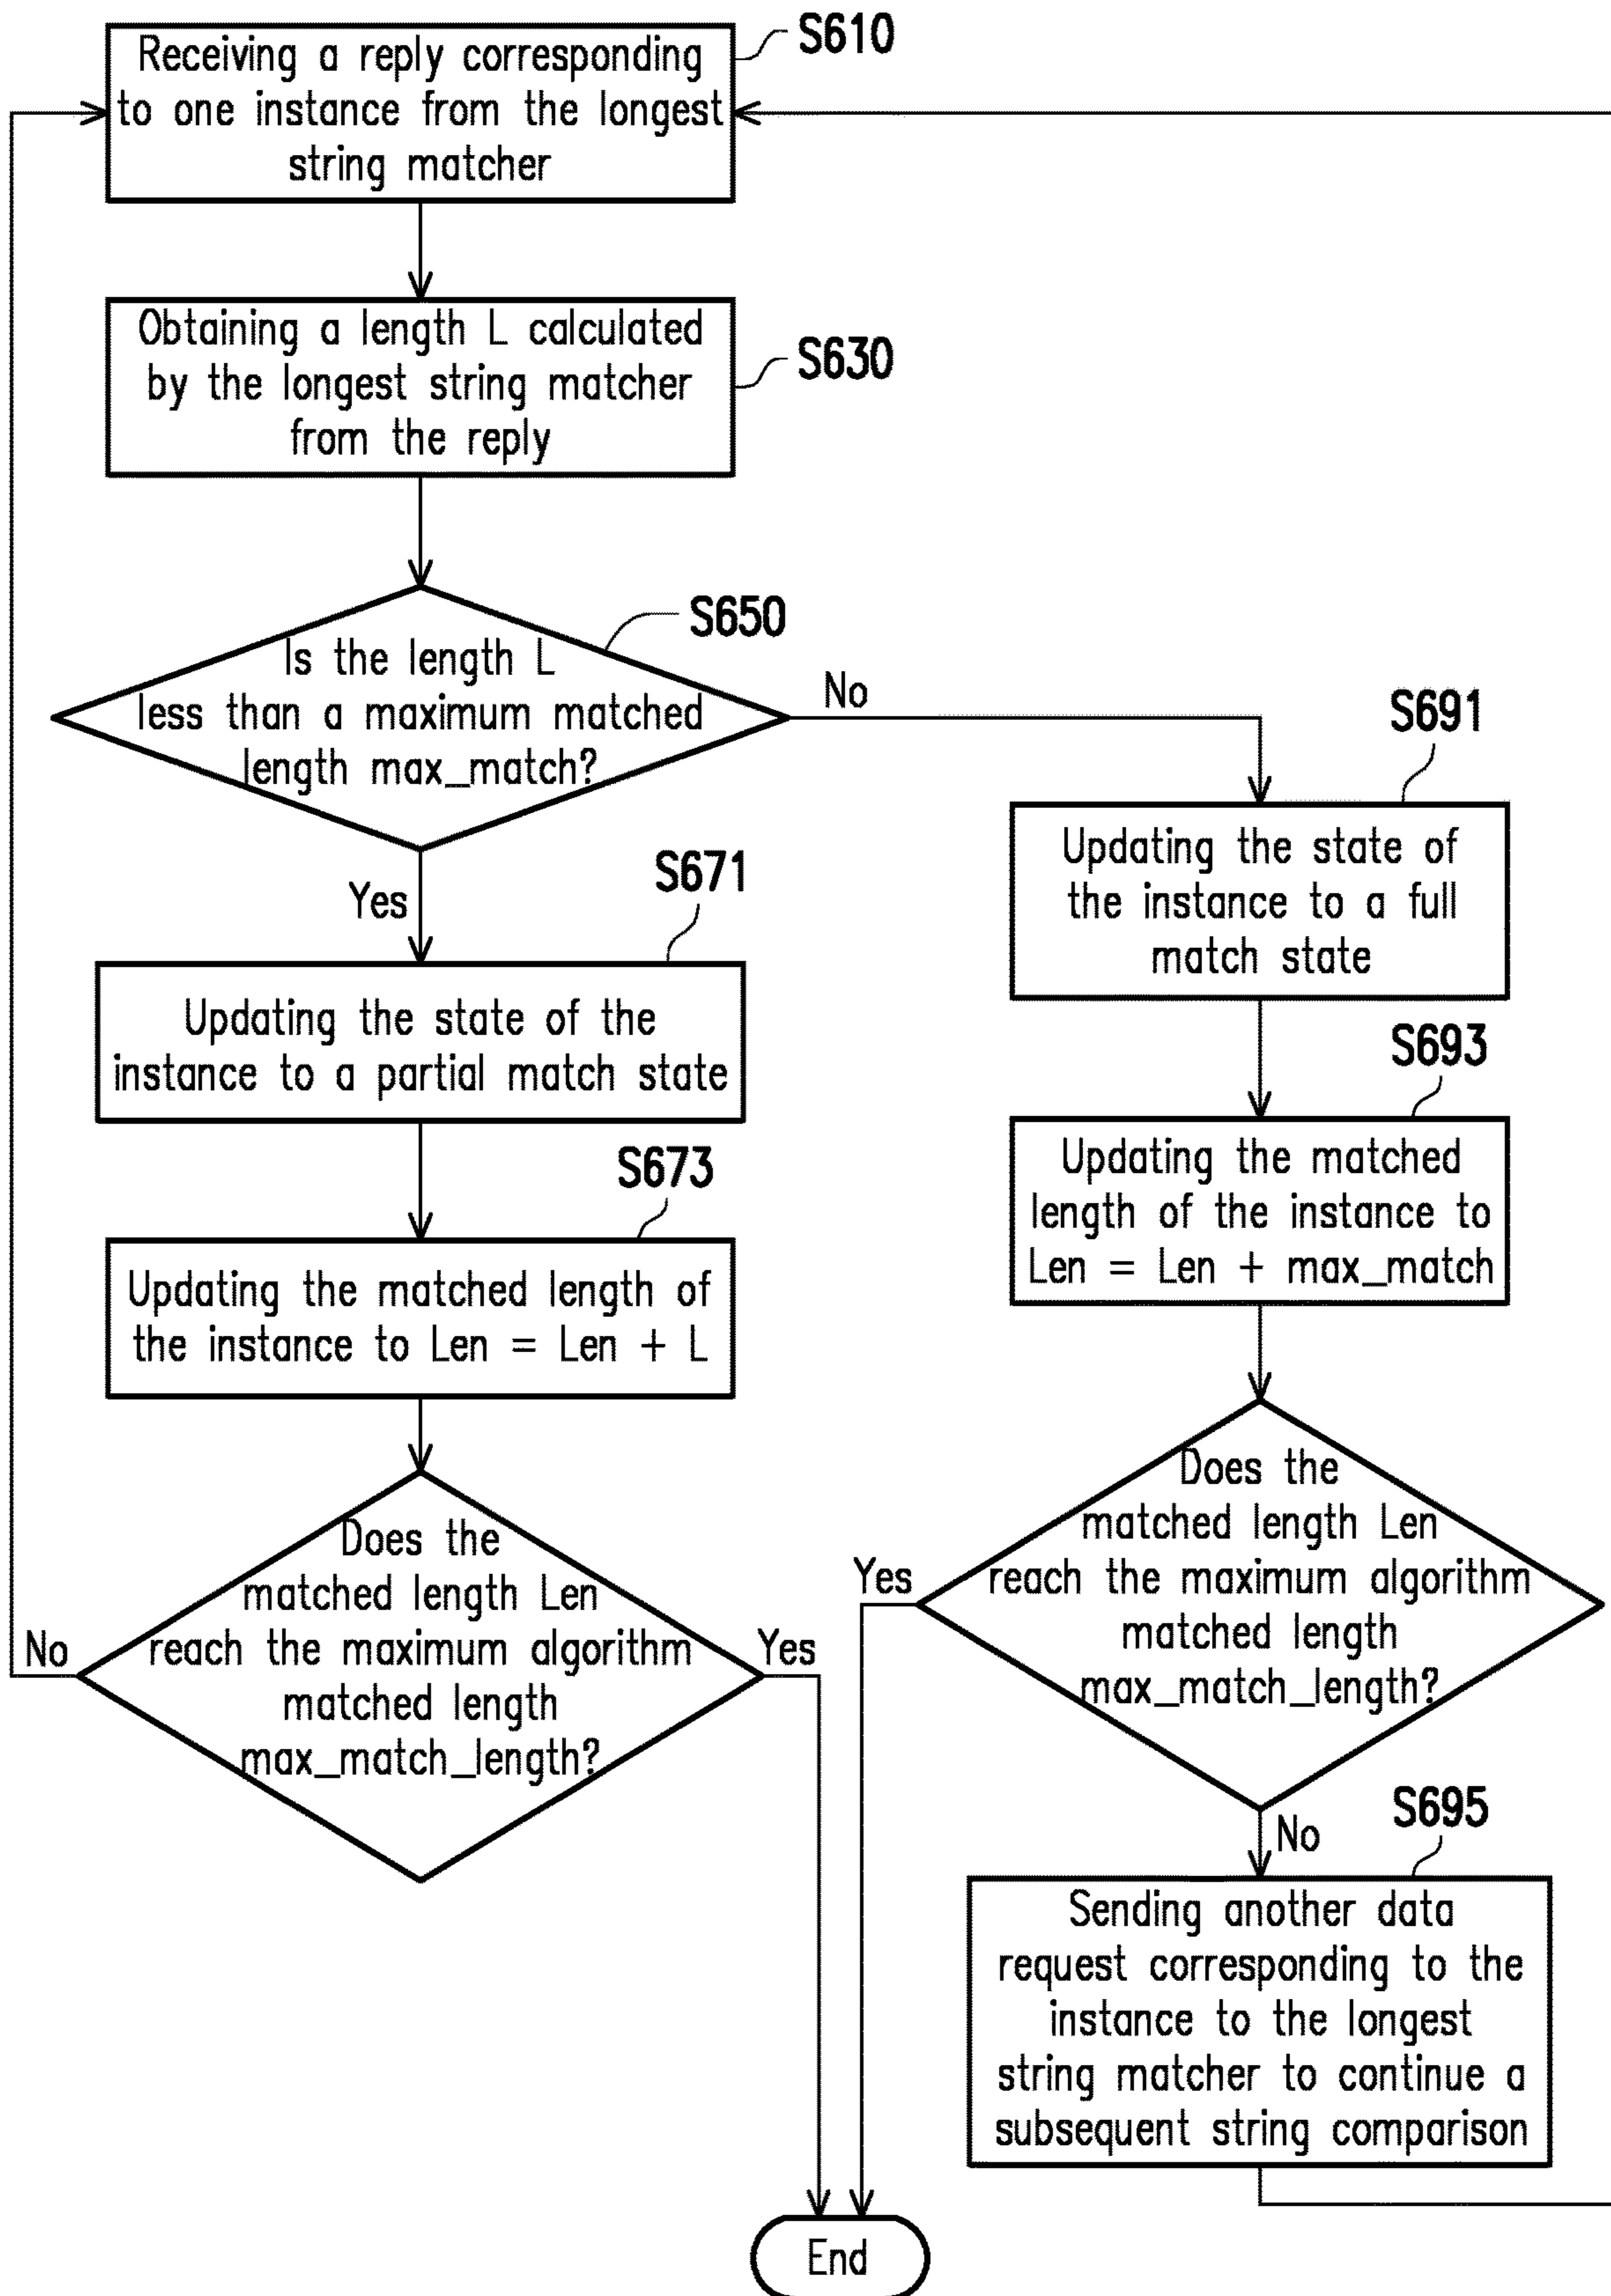 S610
Receiving a reply corresponding
to one instance from the longest
string matcher
Obtaining a length L calculated
by the longest string matcher
from the reply
S630
S650
Is the length L
less than a maximum matched
length max_match?
No
Yes
S671
Updating the state of the
instance to a partial match state
S673
Updating the matched length of
the instance to Len = Len + L
Does the
matched length Len
reach the maximum algorithm
matched length
max_match_length?
No
Yes
S691
Updating the state of
the instance to a full
match state
S693
Updating the matched
length of the instance to
Len = Len + max_match
Does the
matched length Len
reach the maximum algorithm
matched length
max_match_length?
Yes
No
S695
Sending another data
request corresponding to the
instance to the longest
string matcher to continue a
subsequent string comparison
End